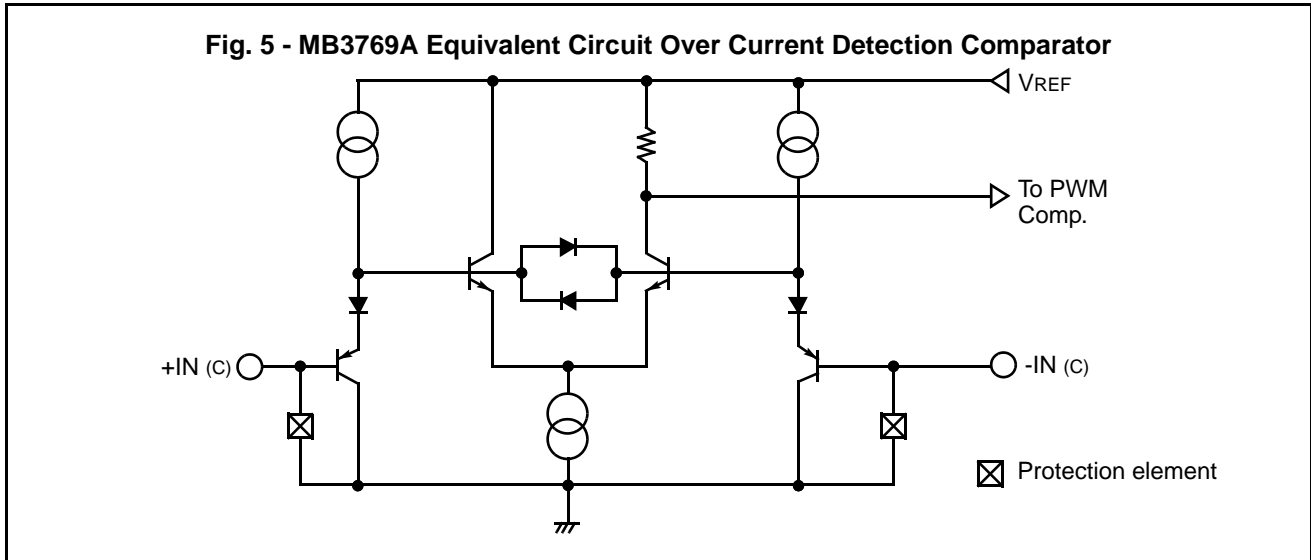 Fig. 5 - MB3769A Equivalent Circuit Over Current Detection Comparator
VREF
To PWM
Comp.
+IN (C)
-IN (C)
Protection element